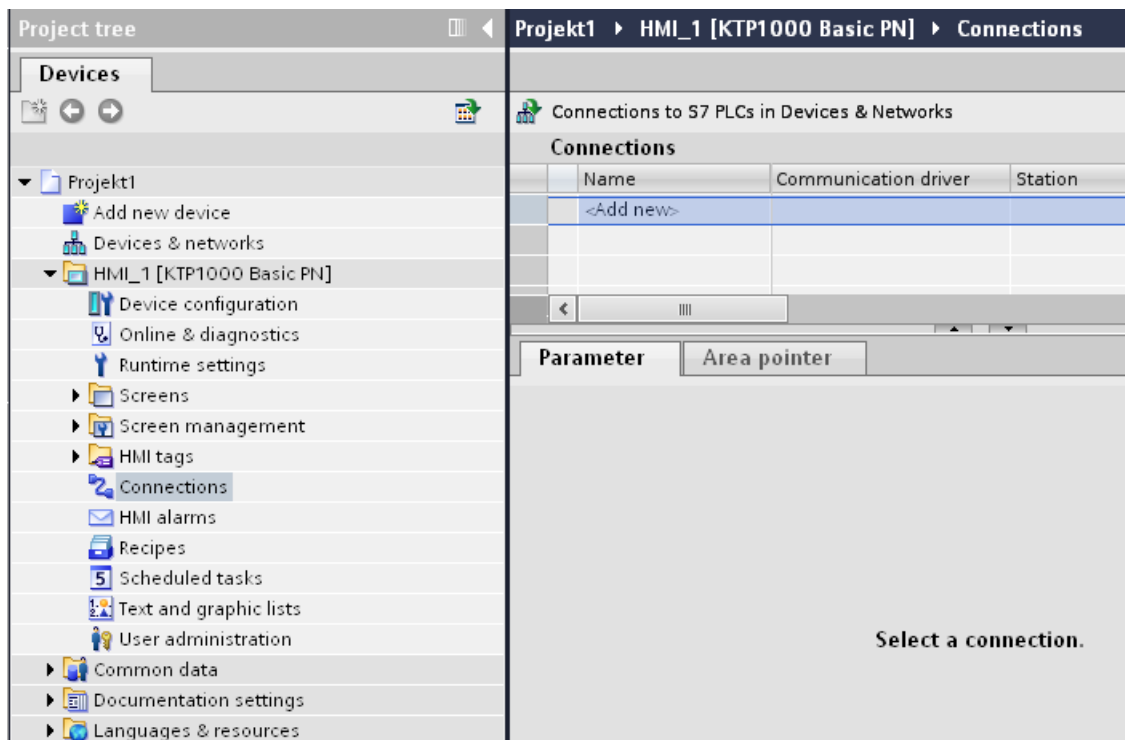 Project tree
Devices
Projekt1
Add new device
Devices & networks
HMI_1 [KTP1000 Basic PN]
Device configuration
Online & diagnostics
Runtime settings
Screens
Screen management
HMI tags
Connections
HMI alarms
Recipes
Scheduled tasks
Text and graphic lists
User administration
Common data
Documentation settings
Languages & resources
Projekt1 HMI_1 [KTP1000 Basic PN] Connections
Connections to S7 PLCs in Devices & Networks
Connections
Name Communication driver Station
<Add new>
Parameter Area pointer
Select a connection.